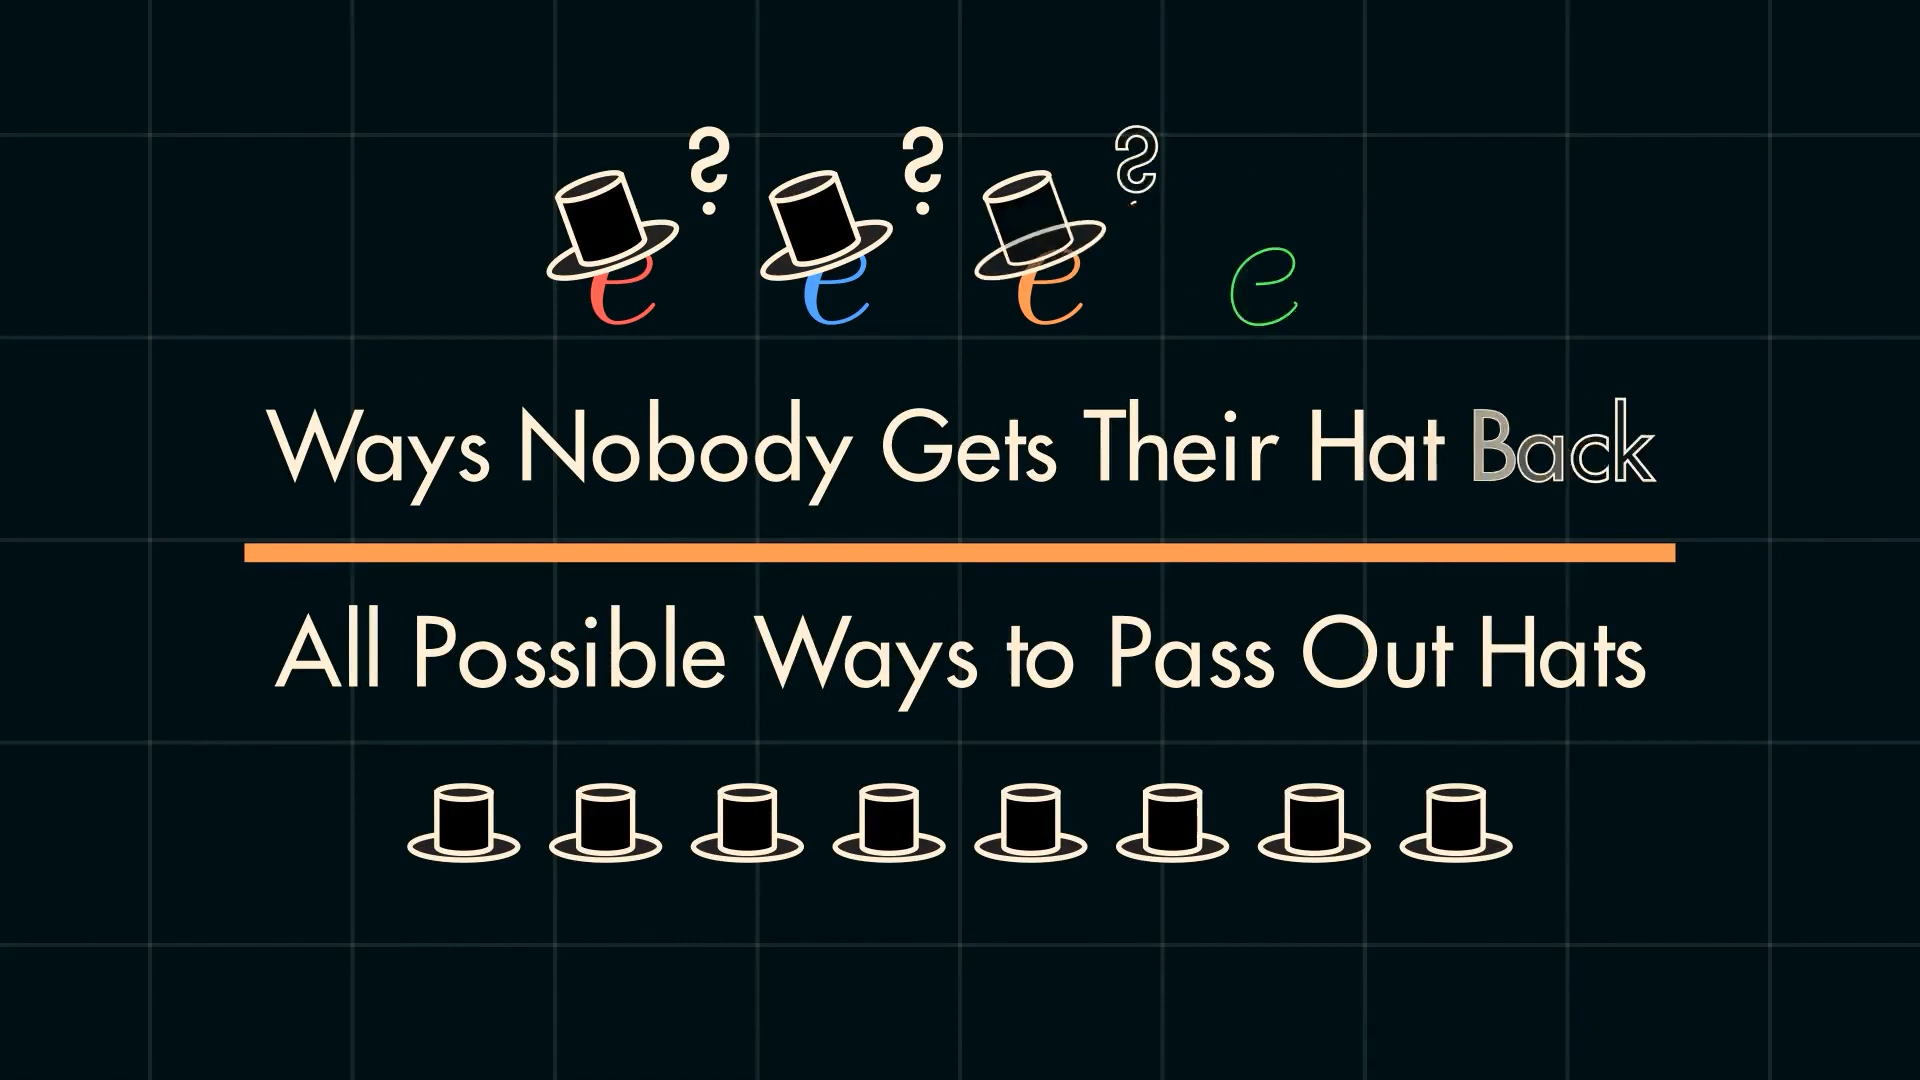 ? ? ?
e e e e
Ways Nobody Gets Their Hat Back
All Possible Ways to Pass Out Hats